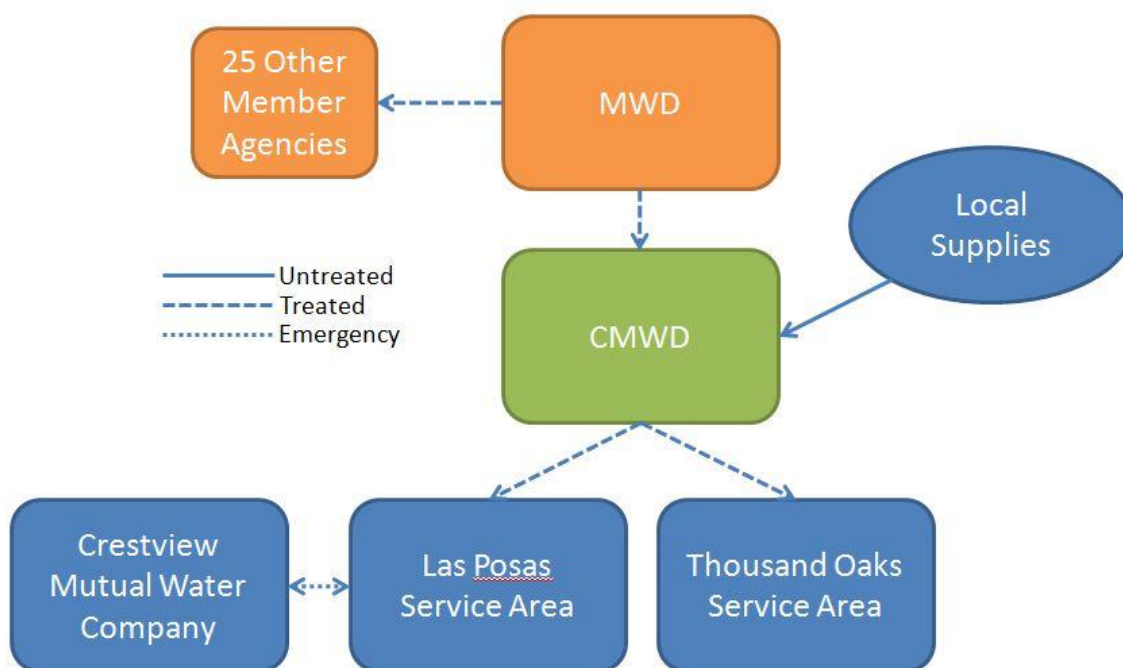 25 Other
Member
Agencies
MWD
Local
Supplies
Untreated
Treated
Emergency
CMWD
Crestview
Mutual Water
Company
Las Posas
Service Area
Thousand Oaks
Service Area